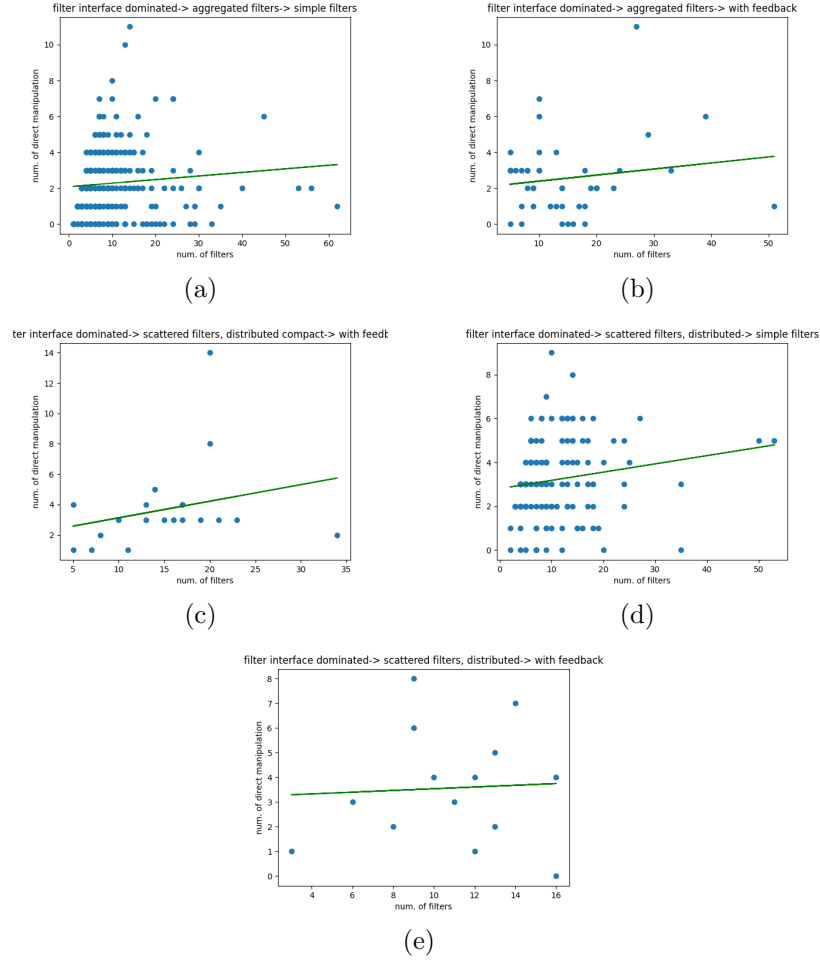 filter interface dominated-> aggregated filters-> simple filters
filter interface dominated-> aggregated filters-> with feedback
num. of direct manipulation
10
8
6
4
2
0
0 10 20 30 40 50 60
num. of filters
(a)
num. of direct manipulation
10
8
6
4
2
0
10 20 30 40 50
num. of filters
(b)
ter interface dominated-> scattered filters, distributed compact-> with feedb
filter interface dominated-> scattered filters, distributed-> simple filters
num. of direct manipulation
14
12
10
8
6
4
2
5 10 15 20 25 30 35
num. of filters
(c)
num. of direct manipulation
8
6
4
2
0
0 10 20 30 40 50
num. of filters
(d)
filter interface dominated-> scattered filters, distributed-> with feedback
num. of direct manipulation
8
7
6
5
4
3
2
1
0
4 6 8 10 12 14 16
num. of filters
(e)